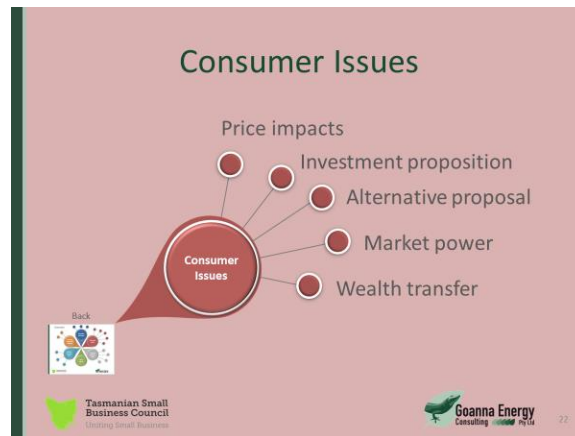 Consumer Issues
Price impacts
Investment proposition
Alternative proposal
Market power
Wealth transfer
Consumer
Issues
Back
Tasmanian Small
Business Council
Uniting Small Business
Goanna Energy
Consulting Pty Ltd
22